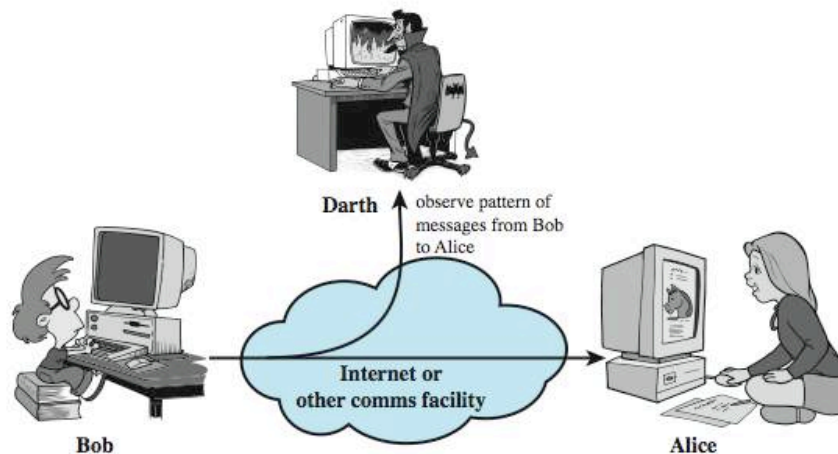 Darth
observe pattern of
messages from Bob
to Alice
Internet or
other comms facility
Bob
Alice